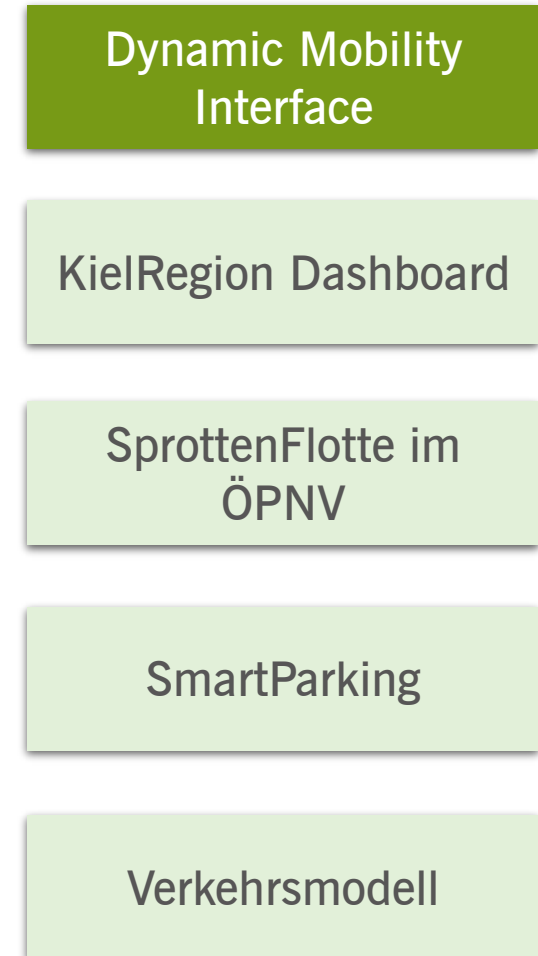 Dynamic Mobility
Interface
KielRegion Dashboard
SprottenFlotte im
ÖPNV
SmartParking
Verkehrsmodell